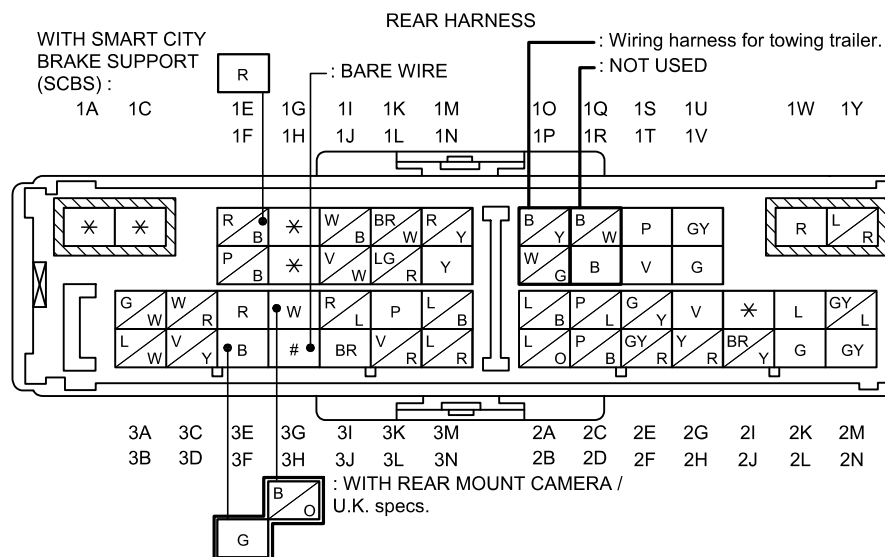 REAR HARNESS
WITH SMART CITY
BRAKE SUPPORT
(SCBS) :
R
: BARE WIRE
: Wiring harness for towing trailer.
: NOT USED
1A 1C 1E 1G 1I 1K 1M 1O 1Q 1S 1U 1W 1Y
1F 1H 1J 1L 1N 1P 1R 1T 1V
* * R B * W B BR W R Y B Y B W P GY R L R
P B * V W LG R Y W G B V G
G W W R R W R L P L B L B P L G Y V * L GY L
L W V Y B # BR V R L R L O P B GY R Y R BR Y G GY
3A 3C 3E 3G 3I 3K 3M 2A 2C 2E 2G 2I 2K 2M
3B 3D 3F 3H 3J 3L 3N 2B 2D 2F 2H 2J 2L 2N
B O : WITH REAR MOUNT CAMERA /
U.K. specs.
G